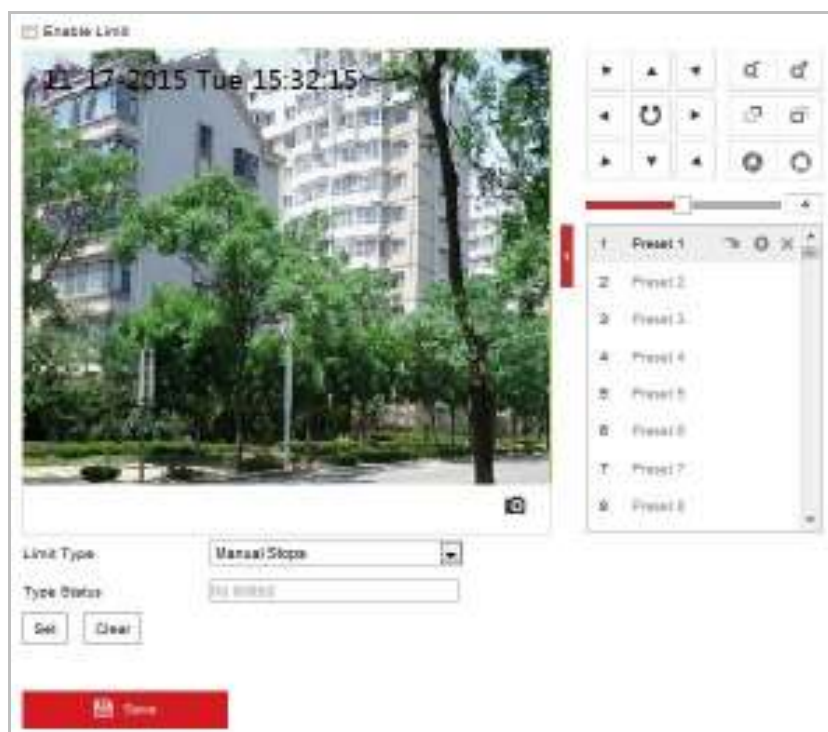 Enable Limit
11-17-2015 Tue 15:32:15
4
1 Preset 1
2 Preset 2
3 Preset 3
4 Preset 4
5 Preset 5
6 Preset 6
7 Preset 7
8 Preset 8
Limit Type Manual Stops
Type Status
Set Clear
Save